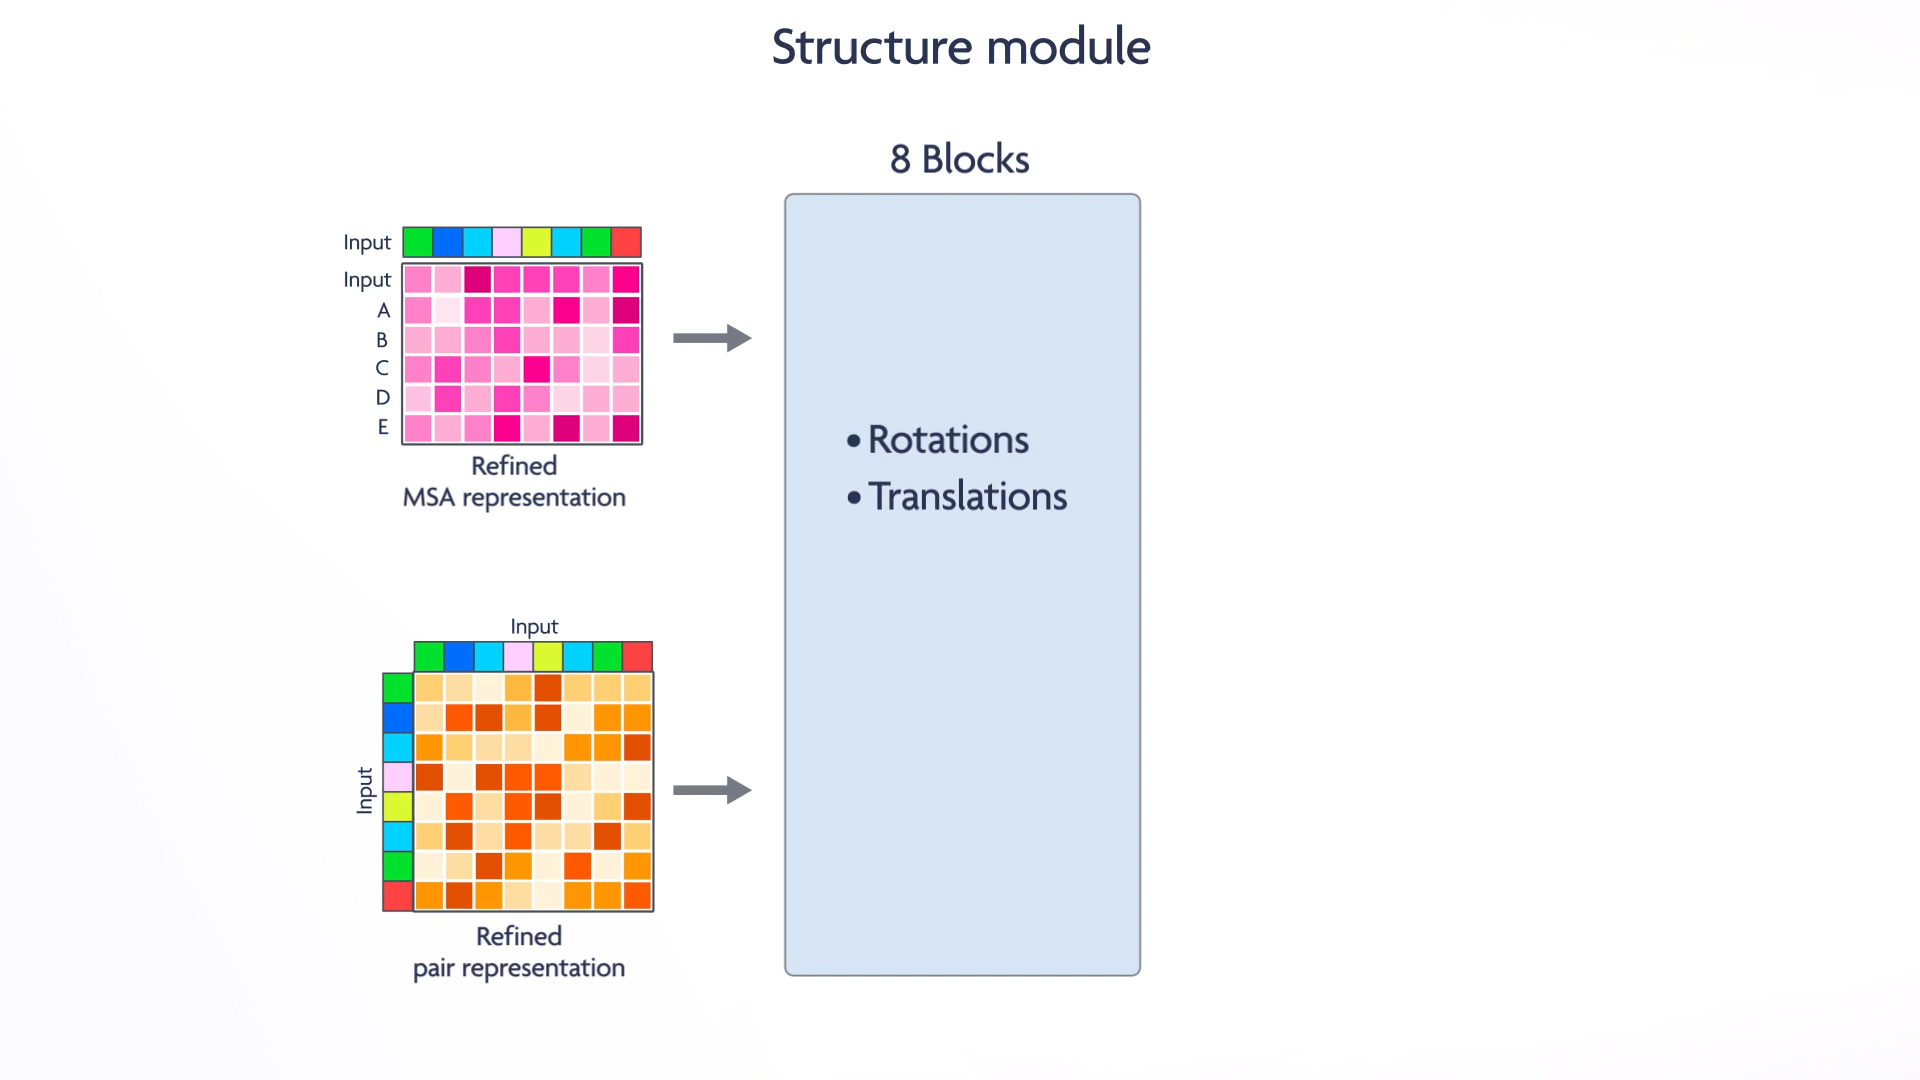 Structure module
8 Blocks
Input
Input
A
B
C
D
E
Refined
MSA representation
• Rotations
• Translations
Input
Input
Refined
pair representation